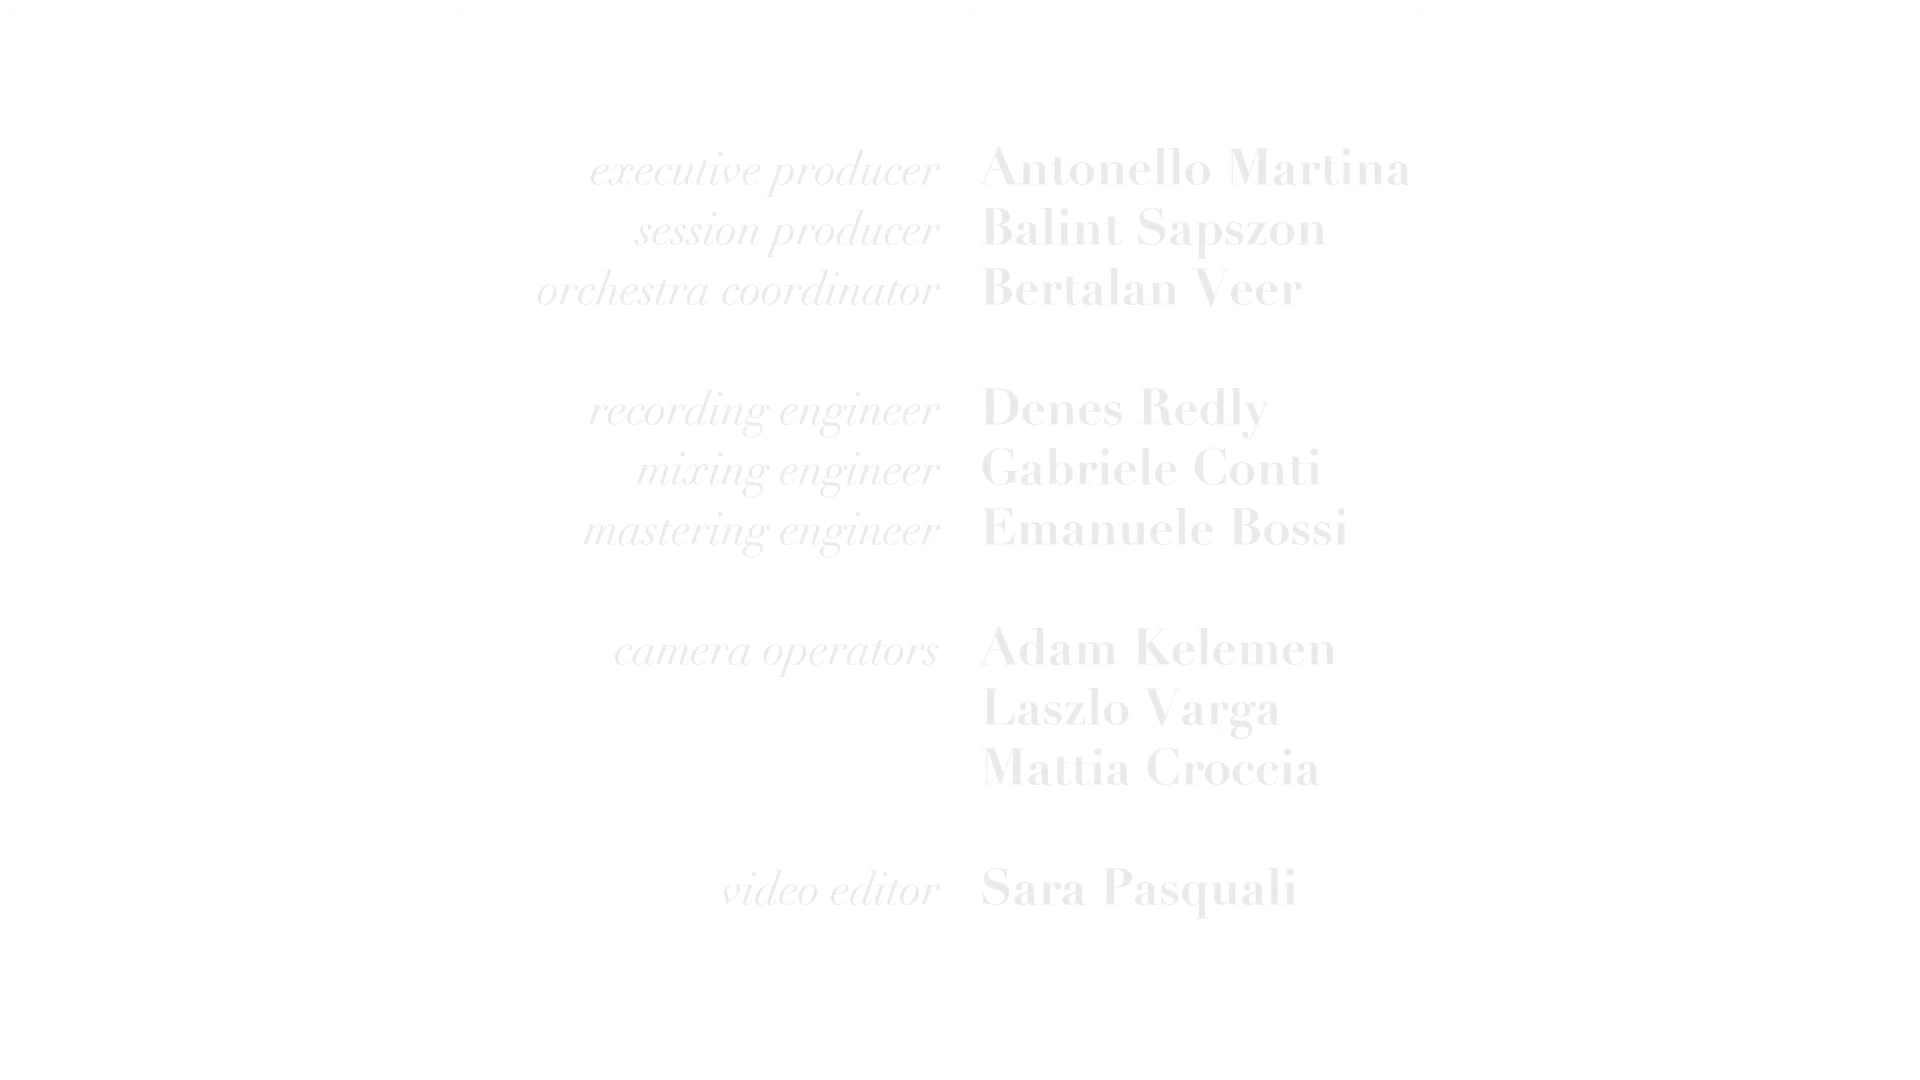 executive producer Antonello Martina
session producer Balint Sapszon
orchestra coordinator Bertalan Veer
recording engineer Denes Redly
mixing engineer Gabriele Conti
mastering engineer Emanuele Bossi
camera operators Adam Kelemen
Laszlo Varga
Mattia Croccia
video editor Sara Pasquali